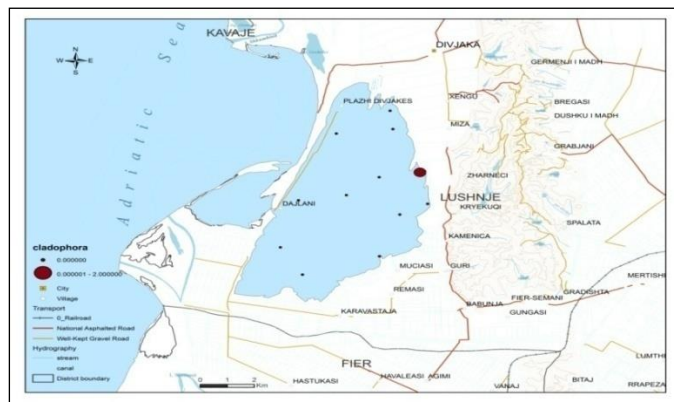 KAVAJE
DIVJAKA
N
W E
S
GERMENJI I MADH
Adriatic Sea
XENGU
PLAZHI DIVJAKES
BREGASI
DUSHKU I MADH
MIZA
GRABJANI
ZHARNECI
DAJLANI
LUSHNJE
KRYEKUQI
SPALATA
KAMENICA
cladophora
0.000000
0.000001 - 2.000000
City
Village
Transport
0_Railroad
National Asphalted Road
Well-Kept Gravel Road
Hydrography
stream
canal
District boundary
MUCIASI
GURI
MERTISHI
REMASI
GRADISHTA
FIER-SEMANI
BABUNJA
GUNGASI
KARAVASTAJA
LUMTHI
FIER
HASTUKASI
HAVALEASI
AGIMI
BITAJ
VANAJ
RRAPEZA
0 1 2
Km